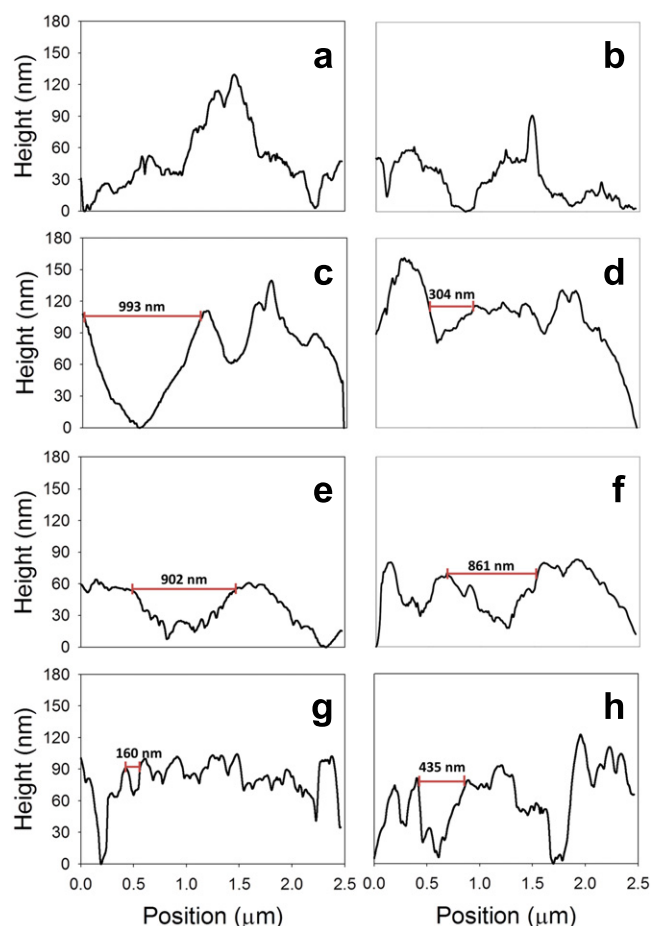 180
150
120
90
60
30
0
Height (nm)
a
b
180
150
120
90
60
30
0
Height (nm)
c
993 nm
d
304 nm
180
150
120
90
60
30
0
Height (nm)
e
902 nm
f
861 nm
180
150
120
90
60
30
0
Height (nm)
g
160 nm
h
435 nm
0.0 0.5 1.0 1.5 2.0 2.5
0.0 0.5 1.0 1.5 2.0 2.5
Position (μm)
Position (μm)